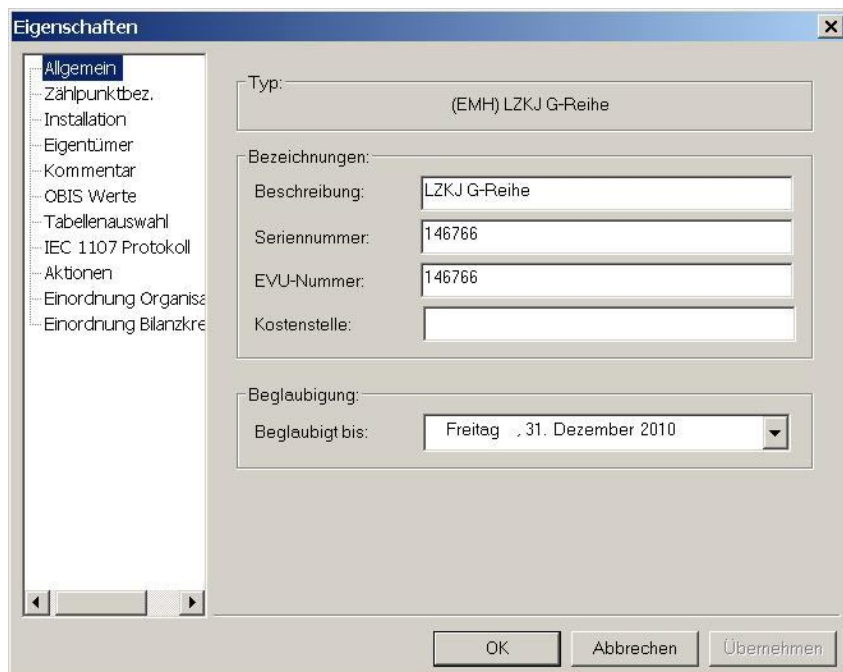 Eigenschaften
Allgemein
Zählpunktbez.
Installation
Eigentümer
Kommentar
OBIS Werte
Tabellenauswahl
IEC 1107 Protokoll
Aktionen
Einordnung Organisa
Einordnung Bilanzkre
Typ:
(EMH) LZKJ G-Reihe
Bezeichnungen:
Beschreibung: LZKJ G-Reihe
Seriennummer: 146766
EVU-Nummer: 146766
Kostenstelle:
Beglaubigung:
Beglaubigt bis: Freitag , 31. Dezember 2010
OK Abbrechen Übernehmen